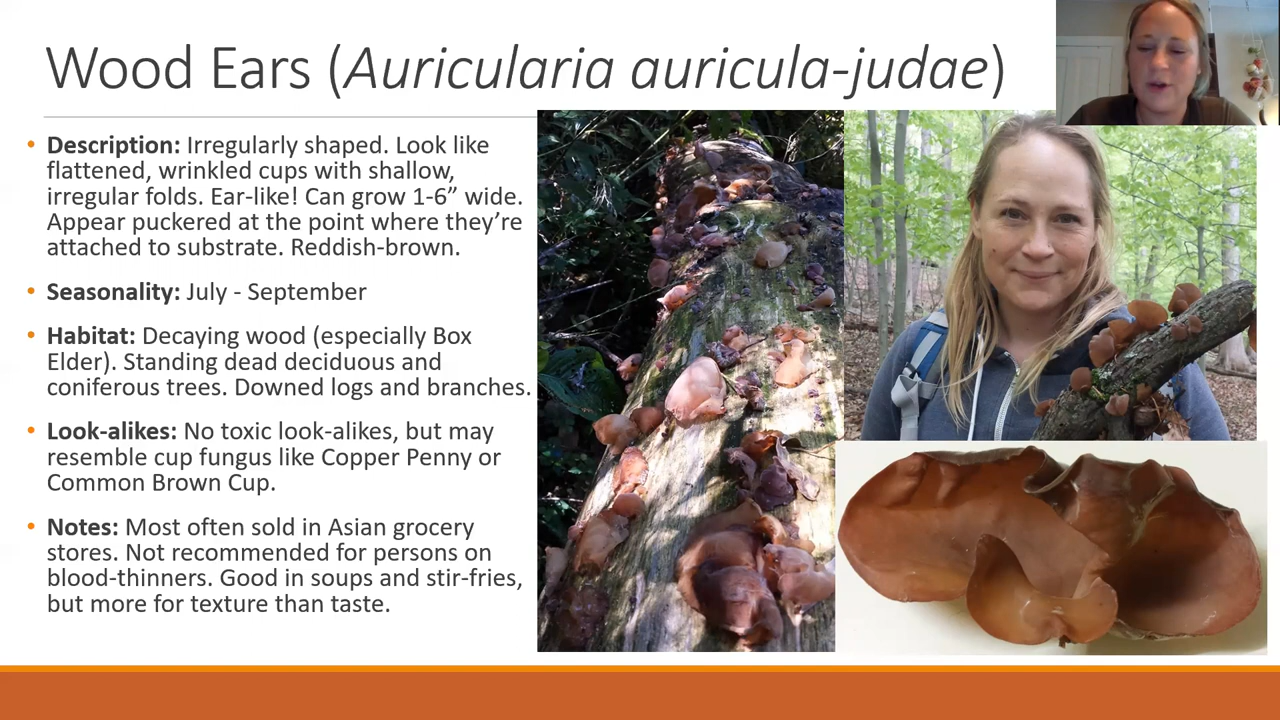 Wood Ears (Auricularia auricula-judae)
• Description: Irregularly shaped. Look like
flattened, wrinkled cups with shallow,
irregular folds. Ear-like! Can grow 1-6” wide.
Appear puckered at the point where they’re
attached to substrate. Reddish-brown.
• Seasonality: July - September
• Habitat: Decaying wood (especially Box
Elder). Standing dead deciduous and
coniferous trees. Downed logs and branches.
• Look-alikes: No toxic look-alikes, but may
resemble cup fungus like Copper Penny or
Common Brown Cup.
• Notes: Most often sold in Asian grocery
stores. Not recommended for persons on
blood-thinners. Good in soups and stir-fries,
but more for texture than taste.